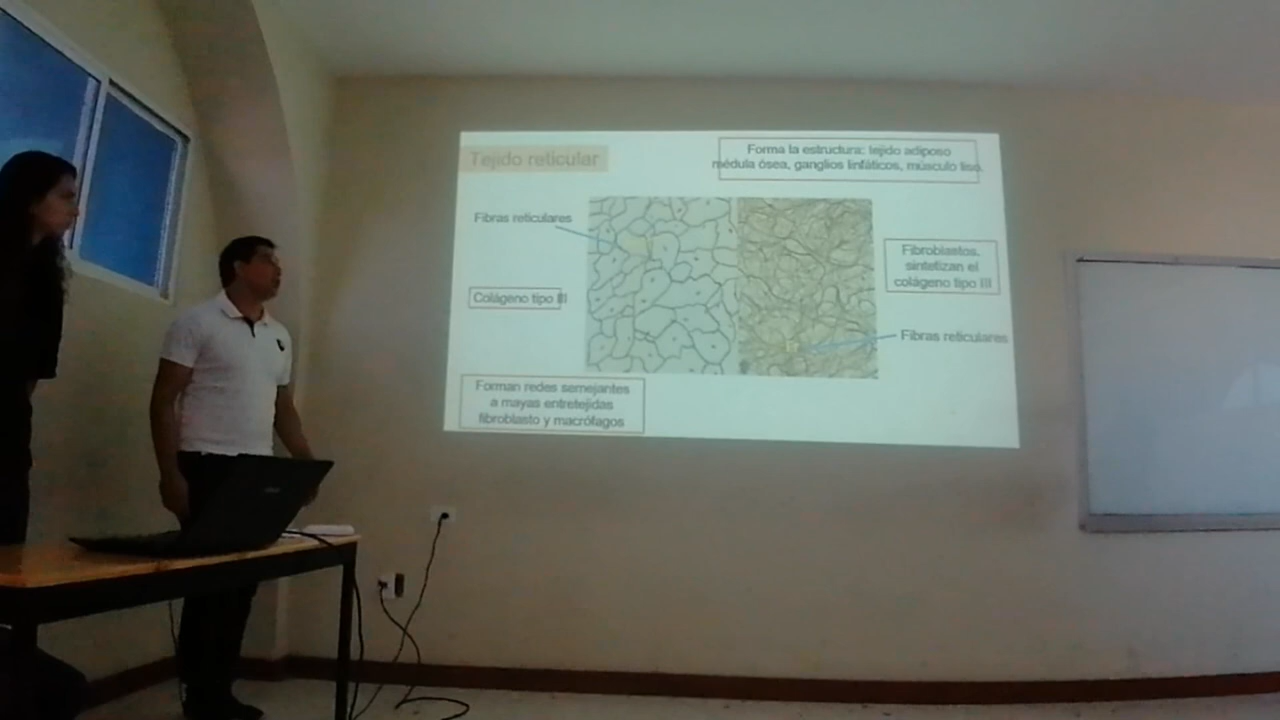 Tejido reticular
Forma la estructura: tejido adiposo
médula ósea, ganglios linfáticos, músculo liso.
Fibras reticulares
Colágeno tipo III
Fibroblastos.
sintetizan el
colágeno tipo III
Fibras reticulares
Forman redes semejantes
a mayas entretejidas
fibroblasto y macrófagos